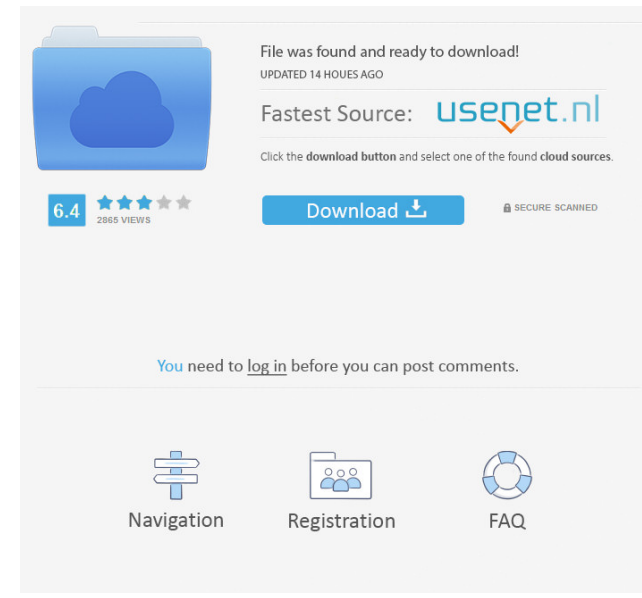 File was found and ready to download!
UPDATED 14 HOUES AGO
Fastest Source: usenet.nl
Click the download button and select one of the found cloud sources.
6.4
2865 VIEWS
Download
SECURE SCANNED
You need to log in before you can post comments.
Navigation
Registration
FAQ